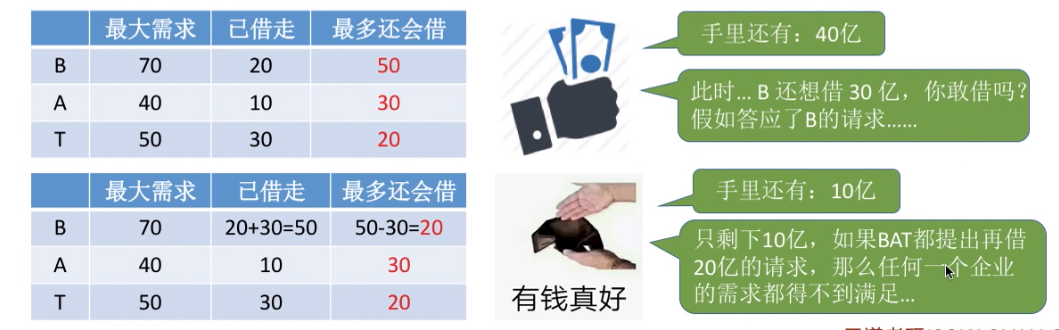 最大需求 已借走 最多还会借
B 70 20 50
A 40 10 30
T 50 30 20
手里还有：40亿
此时... B 还想借 30 亿，你敢借吗？
假如答应了B的请求......
最大需求 已借走 最多还会借
B 70 20+30=50 50-30=20
A 40 10 30
T 50 30 20
有钱真好
手里还有：10亿
只剩下10亿，如果BAT都提出再借
20亿的请求，那么任何一个企业
的需求都得不到满足...